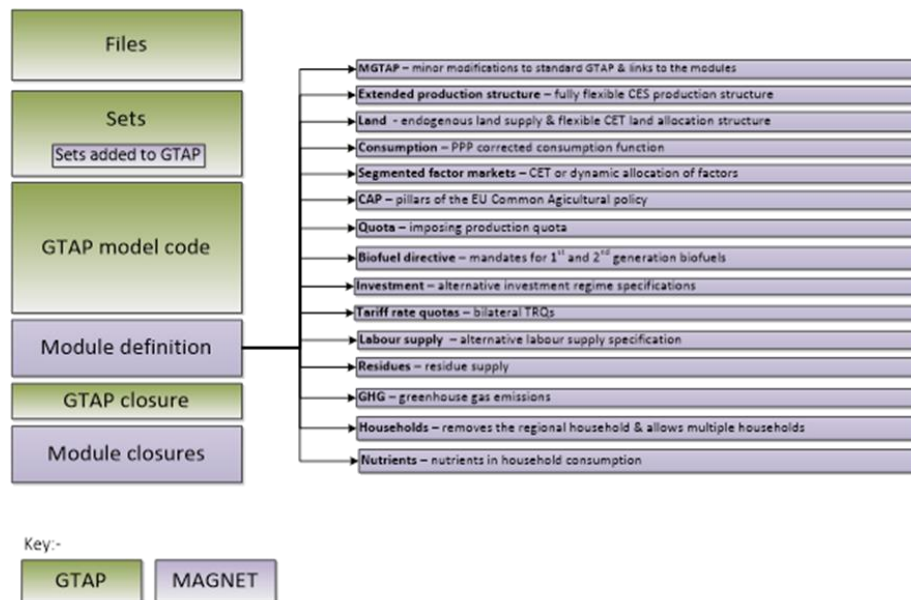 Files
Sets
Sets added to GTAP
GTAP model code
Module definition
GTAP closure
Module closures
MGTAP – minor modifications to standard GTAP & links to the modules
Extended production structure – fully flexible CES production structure
Land - endogenous land supply & flexible CET land allocation structure
Consumption – PPP corrected consumption function
Segmented factor markets – CET or dynamic allocation of factors
CAP – pillars of the EU Common Agicultural policy
Quota – imposing production quota
Biofuel directive – mandates for 1st and 2nd generation biofuels
Investment – alternative investment regime specifications
Tariff rate quotas – bilateral TRQs
Labour supply – alternative labour supply specification
Residues – residue supply
GHG – greenhouse gas emissions
Households – removes the regional household & allows multiple households
Nutrients – nutrients in household consumption
Key:-
GTAP
MAGNET